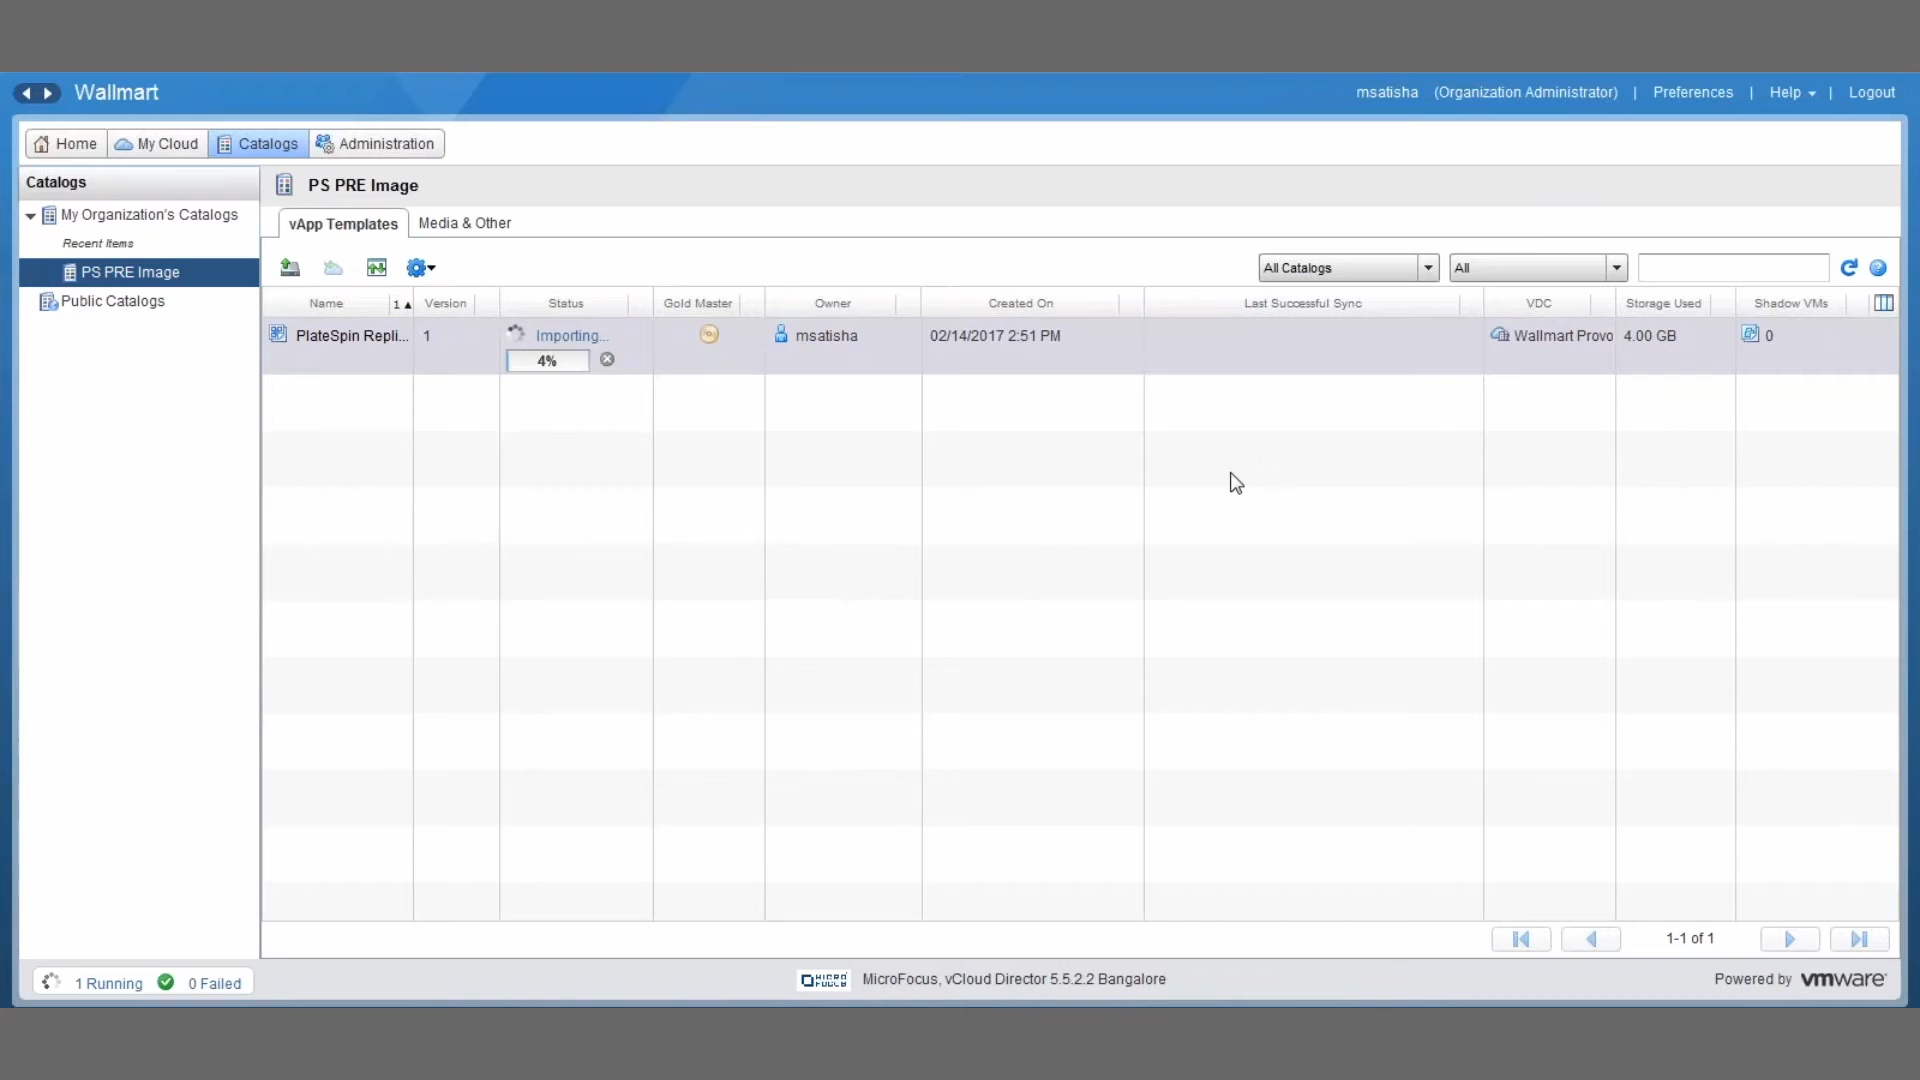 Wallmart
msatisha (Organization Administrator) | Preferences | Help | Logout
Home My Cloud Catalogs Administration
Catalogs
My Organization's Catalogs
Recent Items
PS PRE Image
Public Catalogs
PS PRE Image
vApp Templates Media & Other
All Catalogs All
Name 1 Version Status Gold Master Owner Created On Last Successful Sync VDC Storage Used Shadow VMs
PlateSpin Repli... 1 Importing... msatisha 02/14/2017 2:51 PM Wallmart Provo 4.00 GB 0
4%
1-1 of 1
1 Running 0 Failed
MICRO FOCUS MicroFocus, vCloud Director 5.5.2.2 Bangalore
Powered by vmware